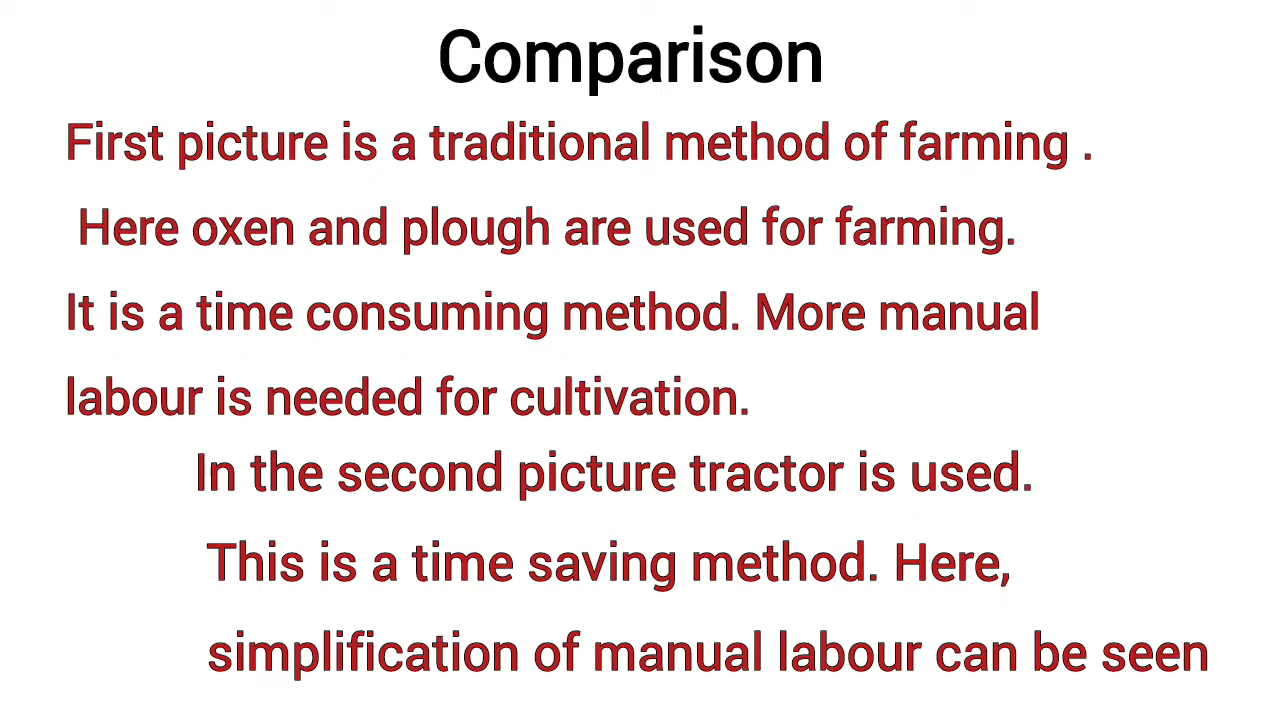 Comparison
First picture is a traditional method of farming .
Here oxen and plough are used for farming.
It is a time consuming method. More manual
labour is needed for cultivation.
In the second picture tractor is used.
This is a time saving method. Here,
simplification of manual labour can be seen